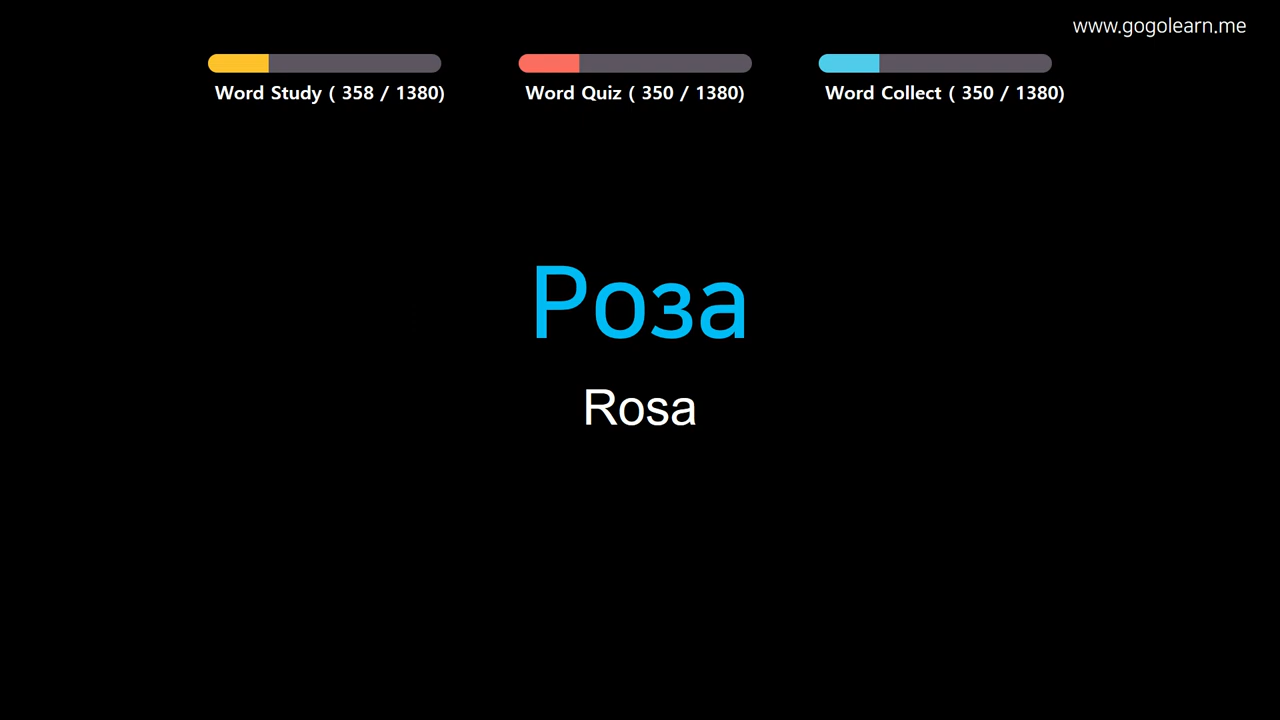 www.gogolearn.me
Word Study ( 358 / 1380)
Word Quiz ( 350 / 1380)
Word Collect ( 350 / 1380)
Роза
Rosa